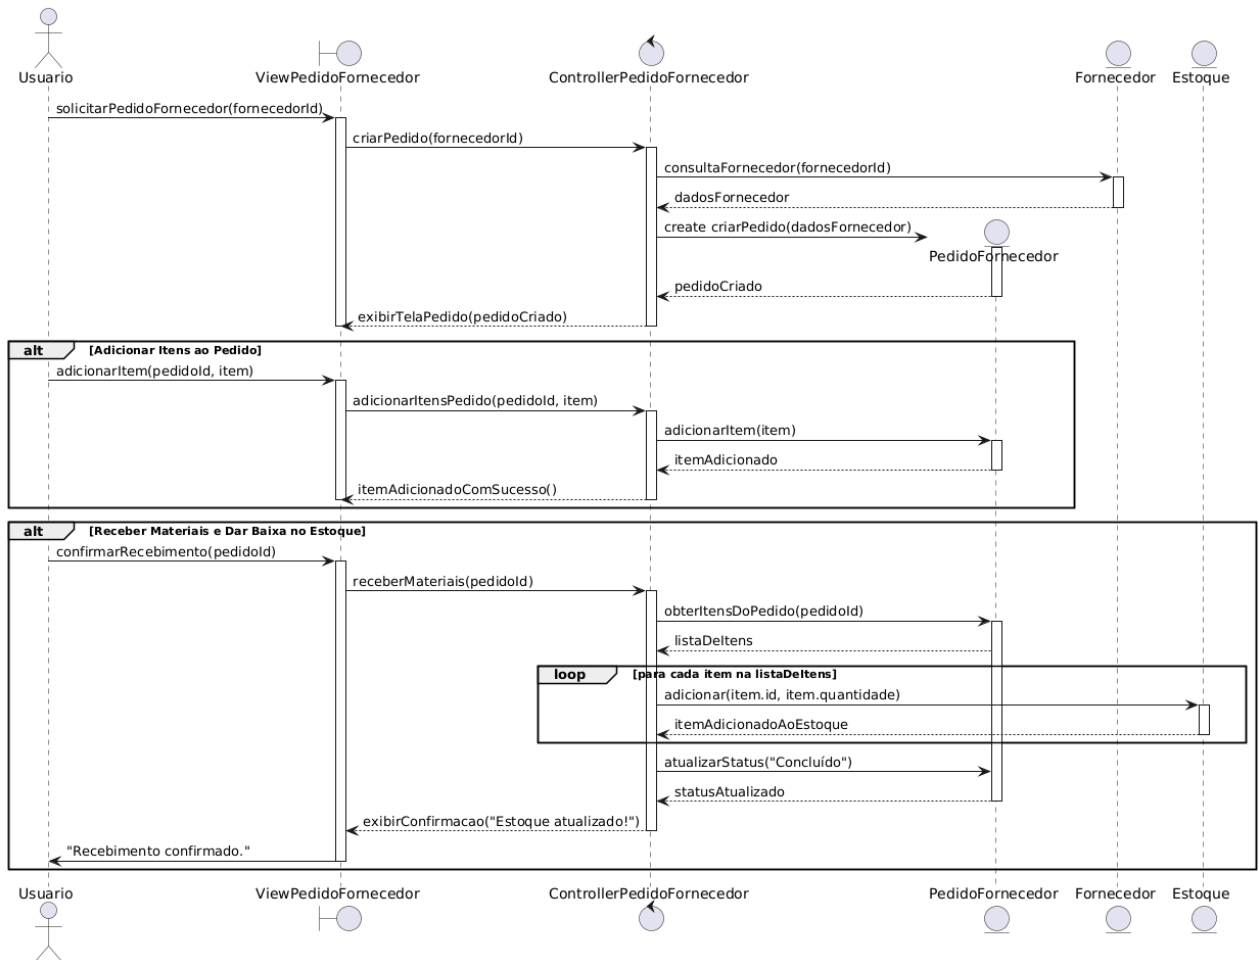 Usuario
ViewPedidoFornecedor
ControllerPedidoFornecedor
Fornecedor
Estoque
solicitarPedidoFornecedor(fornecedorId)
criarPedido(fornecedorId)
consultaFornecedor(fornecedorId)
dadosFornecedor
create criarPedido(dadosFornecedor)
PedidoFornecedor
pedidoCriado
exibirTelaPedido(pedidoCriado)
alt [Adicionar Itens ao Pedido]
adicionarItem(pedidoId, item)
adicionarItensPedido(pedidoId, item)
adicionarItem(item)
itemAdicionado
itemAdicionadoComSucesso()
alt [Receber Materiais e Dar Baixa no Estoque]
confirmarRecebimento(pedidoId)
receberMateriais(pedidoId)
obterItensDoPedido(pedidoId)
listaDeItens
loop [para cada item na listaDeItens]
adicionar(item.id, item.quantidade)
itemAdicionadoAoEstoque
atualizarStatus("Concluído")
statusAtualizado
exibirConfirmacao("Estoque atualizado!")
"Recebimento confirmado."
Usuario
ViewPedidoFornecedor
ControllerPedidoFornecedor
PedidoFornecedor
Fornecedor
Estoque